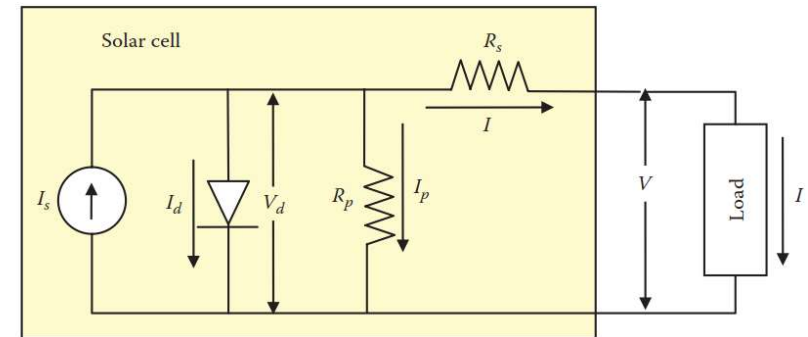 Solar cell
R_s
I
I_s
I_d
V_d
R_p
I_p
V
Load
I